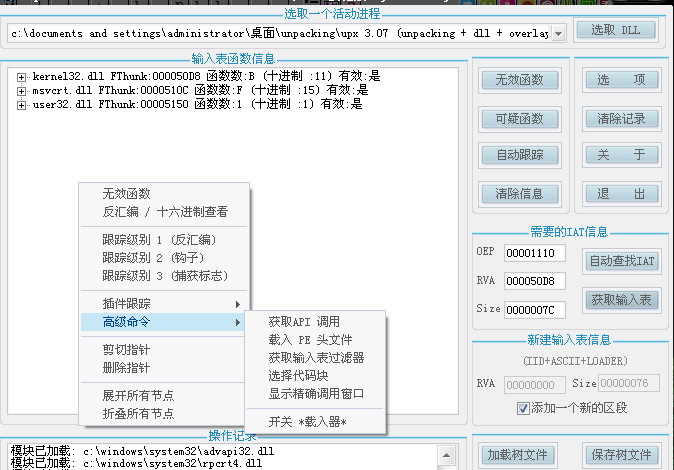 选取一个活动进程
c:\documents and settings\administrator\桌面\unpacking\upx 3.07 (unpacking + dll + overlay
选取 DLL
输入表函数信息
kernel32.dll FThunk:000050D8 函数数:B (十进制 :11) 有效:是
msvcrt.dll FThunk:0000510C 函数数:F (十进制 :15) 有效:是
user32.dll FThunk:00005150 函数数:1 (十进制 :1) 有效:是
无效函数
可疑函数
自动跟踪
清除信息
选 项
清除记录
关 于
退 出
无效函数
反汇编 / 十六进制查看
跟踪级别 1 (反汇编)
跟踪级别 2 (钩子)
跟踪级别 3 (捕获标志)
插件跟踪
高级命令
剪切指针
删除指针
展开所有节点
折叠所有节点
获取API 调用
载入 PE 头文件
获取输入表过滤器
选择代码块
显示精确调用窗口
开关 *载入器*
需要的IAT信息
OEP 00001110
自动查找IAT
RVA 000050D8
获取输入表
Size 0000007C
新建输入表信息
(IID+ASCII+LOADER)
RVA 00000000 Size 00000076
添加一个新的区段
操作记录
模块已加载: c:\windows\system32\advapi32.dll
模块已加载: c:\windows\system32\rpcrt4.dll
加载树文件
保存树文件